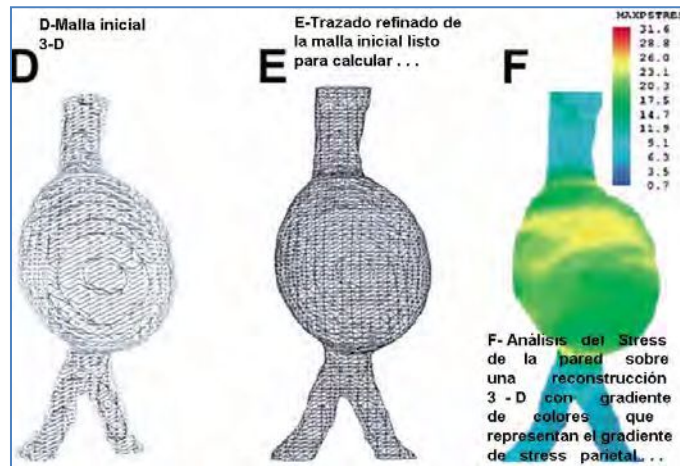 D-Malla inicial
3-D
D
E-Trazado refinado de
la malla inicial listo
para calcular . . .
E
F
MAXPSTRES
31.6
28.8
26.0
23.1
20.3
17.5
14.7
11.9
9.1
6.3
3.5
0.7
F- Análisis del Stress
de la pared sobre
una reconstrucción
3 - D con gradiente
de colores que
representan el gradiente
de stress parietal. . .